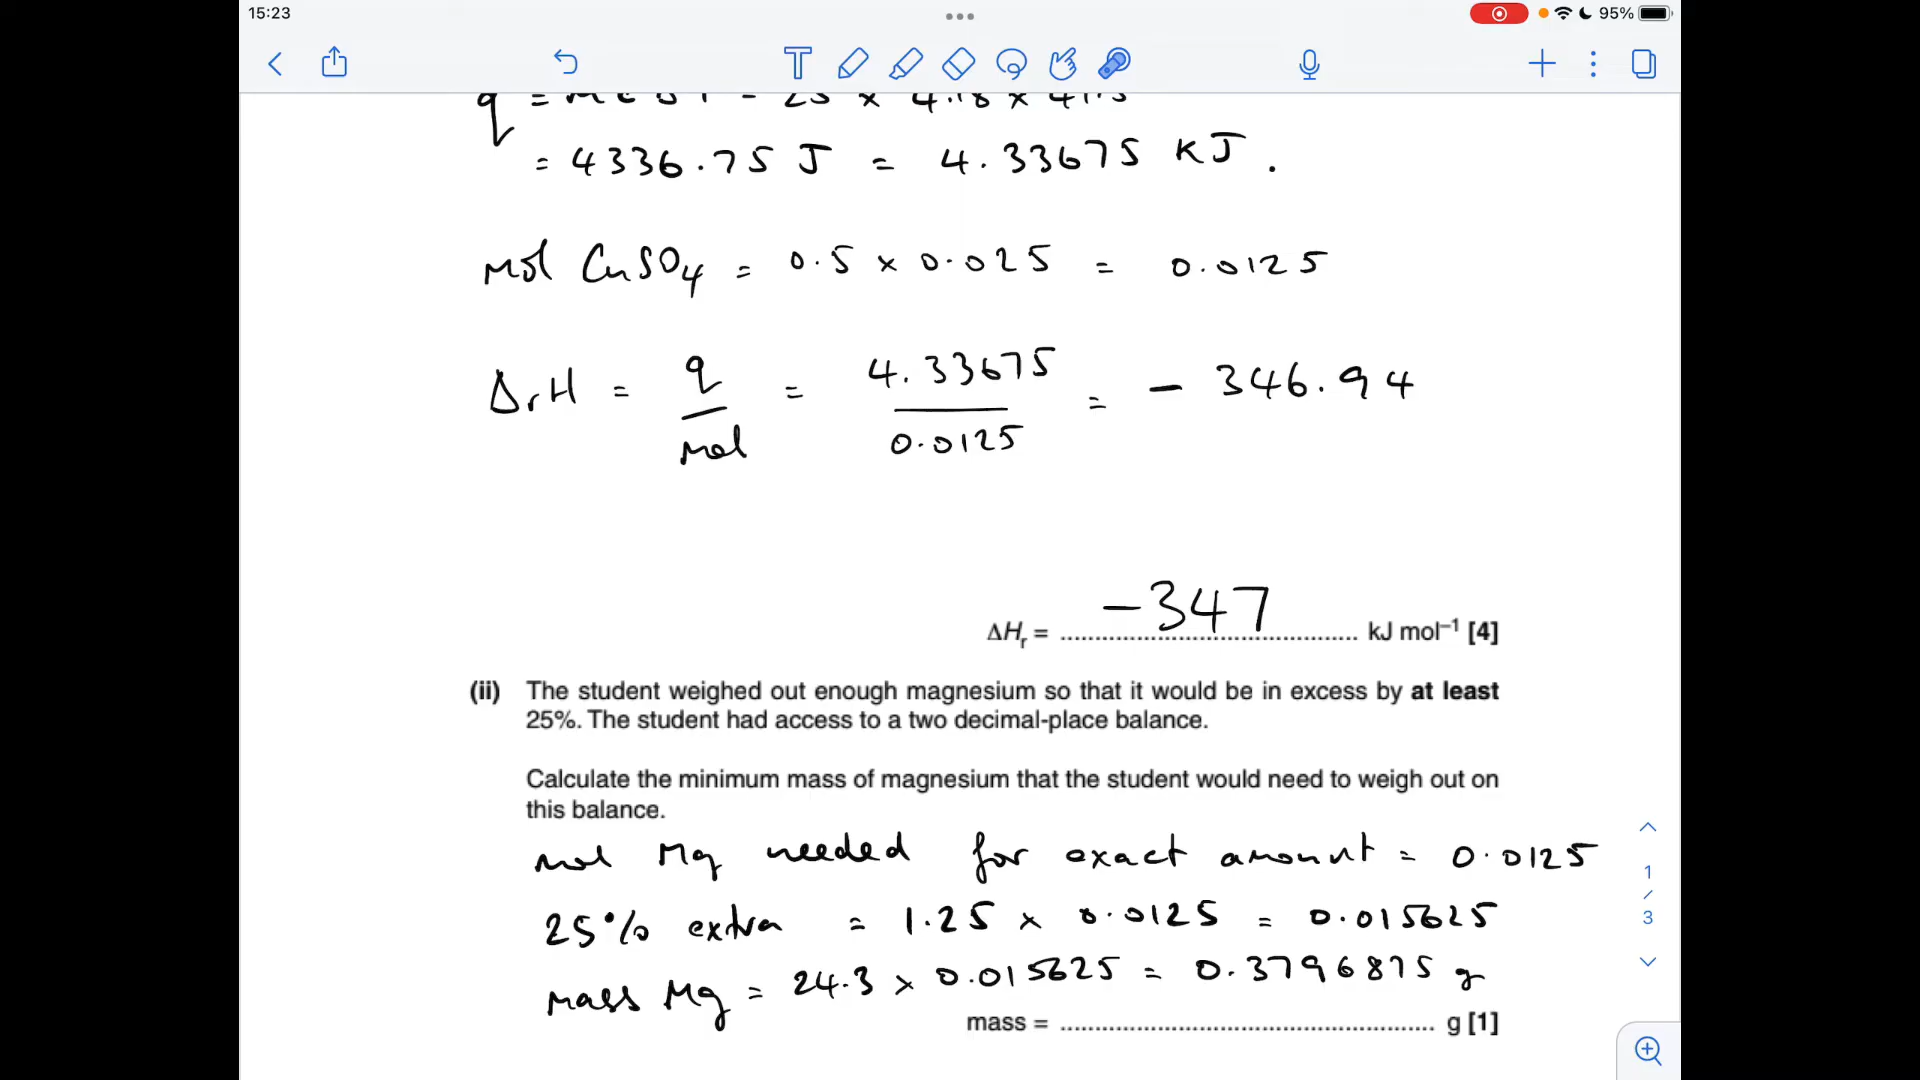 15:23
95%
T
q = m c Δ T = 25 × 4.18 × 41.5
= 4336.75 J = 4.33675 KJ.
mol CuSO₄ = 0.5 × 0.025 = 0.0125
ΔrH = q/mol = 4.33675/0.0125 = - 346.94
-347
ΔHr = ........................................... kJ mol⁻¹ [4]
(ii) The student weighed out enough magnesium so that it would be in excess by at least
25%. The student had access to a two decimal-place balance.
Calculate the minimum mass of magnesium that the student would need to weigh out on
this balance.
mol Mg needed for exact amount = 0.0125
25% extra = 1.25 × 0.0125 = 0.015625
mass Mg = 24.3 × 0.015625 = 0.3796875 g
mass = ...................................................... g [1]
1
/
3